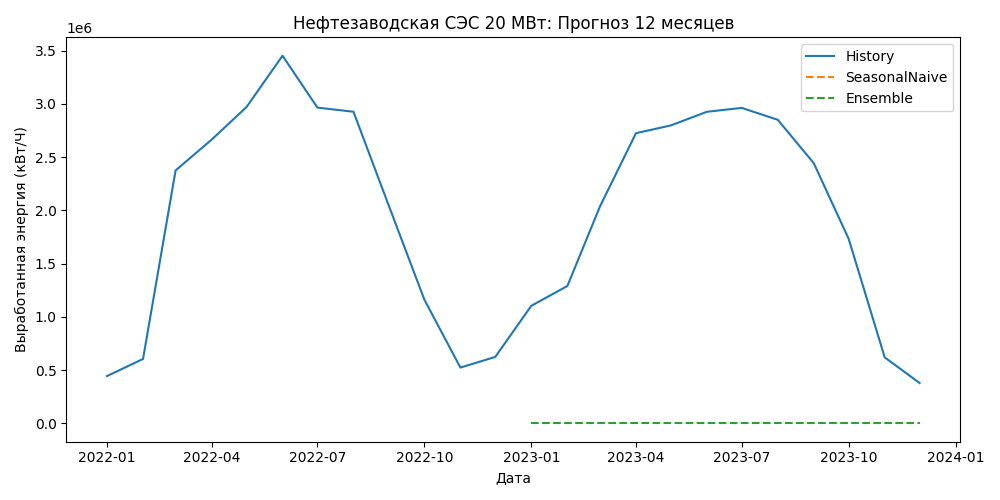 Нефтезаводская СЭС 20 МВт: Прогноз 12 месяцев
1e6
3.5
3.0
2.5
2.0
1.5
1.0
0.5
0.0
Выработанная энергия (кВт/Ч)
History
SeasonalNaive
Ensemble
2022-01
2022-04
2022-07
2022-10
2023-01
2023-04
2023-07
2023-10
2024-01
Дата